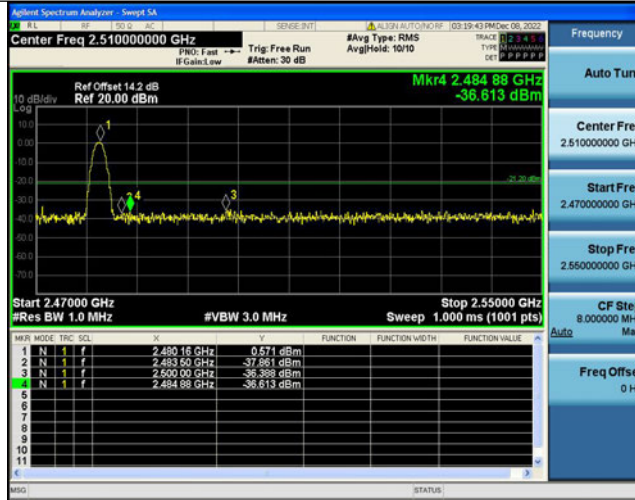 Agilent Spectrum Analyzer - Swept SA
RL RF 50 Ω AC SENSE:INT ALIGN AUTO/NO RF 03:19:43 PM Dec 08, 2022
Center Freq 2.510000000 GHz
PNO: Fast
IFGain:Low
Trig: Free Run
#Atten: 30 dB
#Avg Type: RMS
Avg|Hold: 10/10
TRACE 1 2 3 4 5 6
TYPE M
DET P P P P P P
Ref Offset 14.2 dB
10 dB/div Ref 20.00 dBm
Log
Mkr4 2.484 88 GHz
-36.613 dBm
10.0
0.00
-10.0
-20.0
-30.0
-40.0
-50.0
-60.0
-70.0
1
4
3
-21.20 dBm
Start 2.47000 GHz Stop 2.55000 GHz
#Res BW 1.0 MHz #VBW 3.0 MHz Sweep 1.000 ms (1001 pts)
MKR MODE TRC SCL X Y FUNCTION FUNCTION WIDTH FUNCTION VALUE
1 N 1 f 2.480 16 GHz 0.571 dBm
2 N 1 f 2.483 50 GHz -37.861 dBm
3 N 1 f 2.500 00 GHz -36.388 dBm
4 N 1 f 2.484 88 GHz -36.613 dBm
5
6
7
8
9
10
11
MSG STATUS
Frequency
Auto Tun
Center Fre
2.510000000 GH
Start Fre
2.470000000 GH
Stop Fre
2.550000000 GH
CF Ste
8.000000 MH
Auto Ma
Freq Offse
0 H